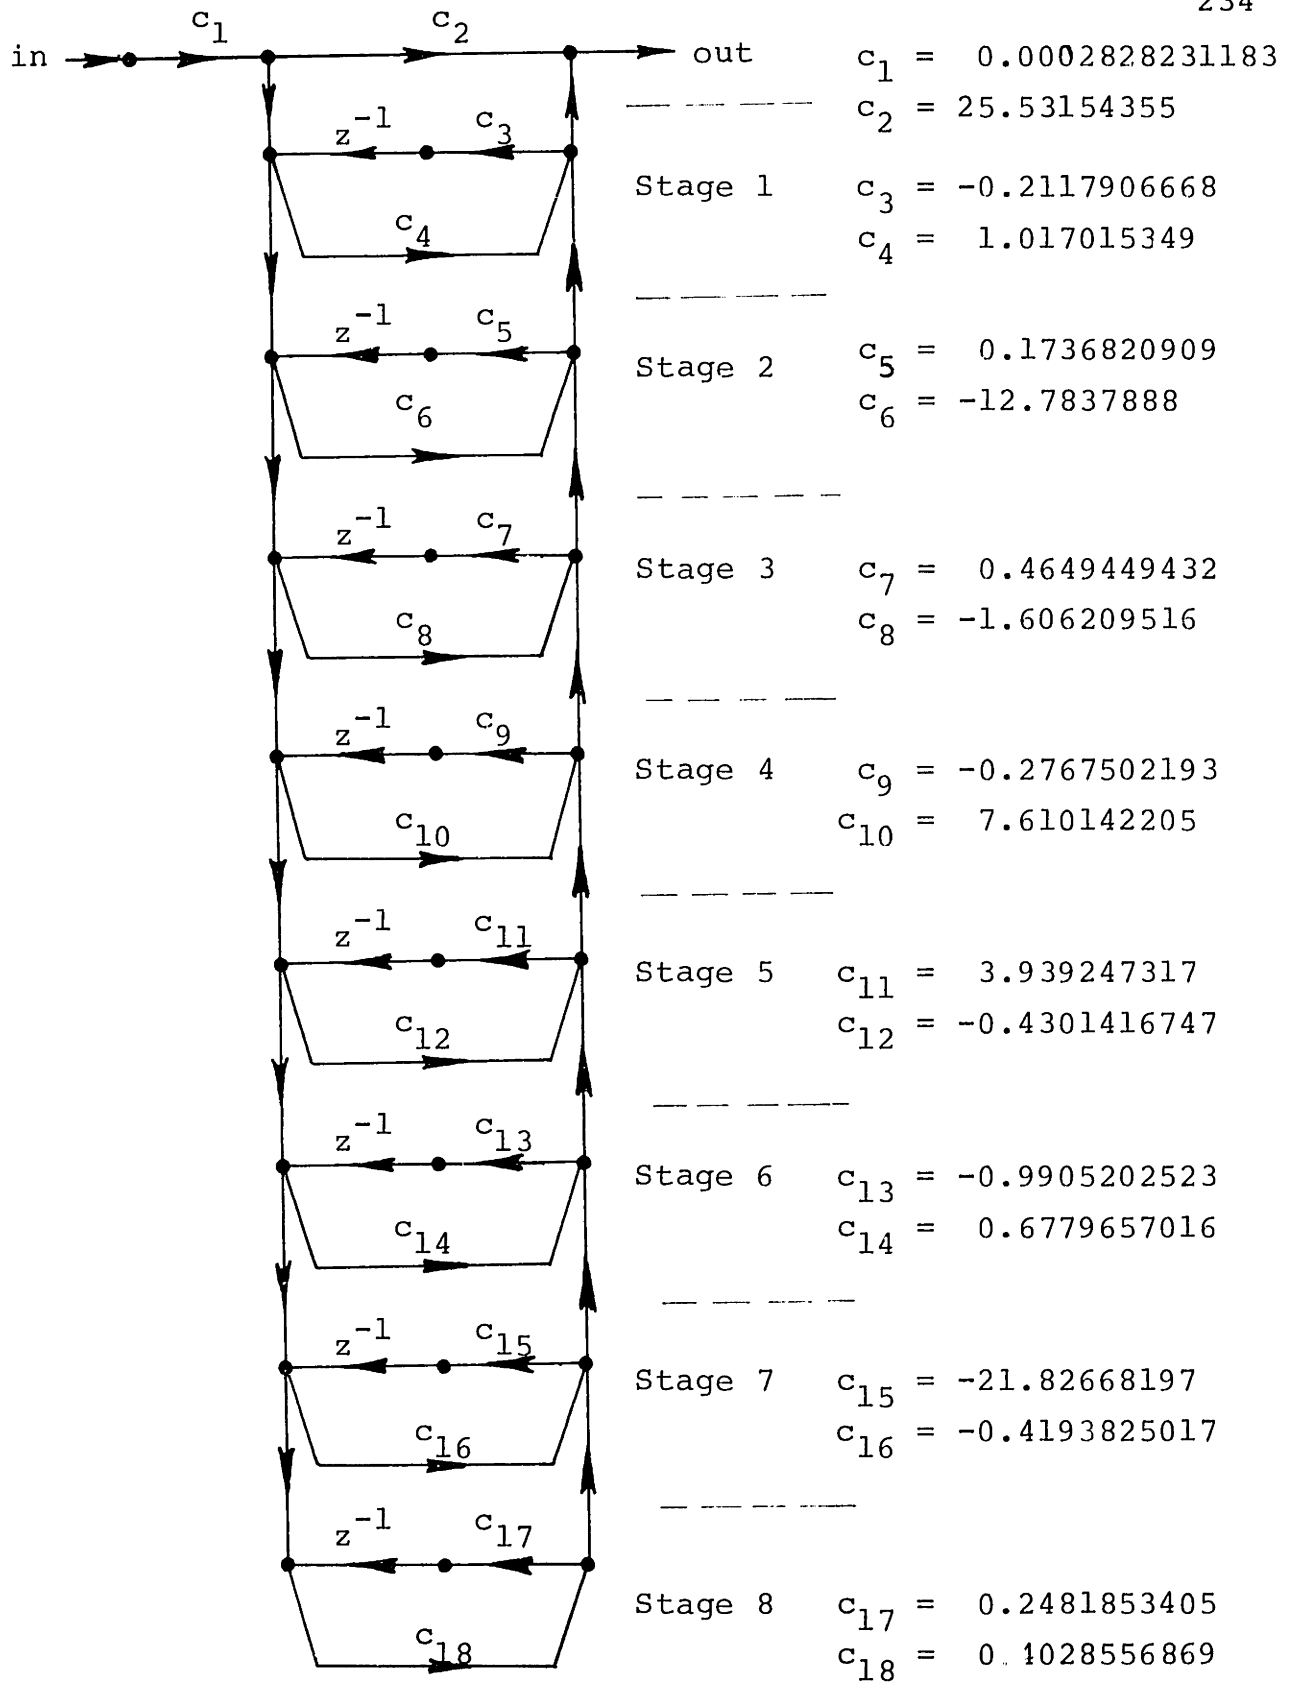 234
in c1 c2 out c1 = 0.0002828231183
c2 = 25.53154355
z^-1 c3
Stage 1 c3 = -0.2117906668
c4 c4 = 1.017015349
z^-1 c5
Stage 2 c5 = 0.1736820909
c6 c6 = -12.7837888
z^-1 c7
Stage 3 c7 = 0.4649449432
c8 c8 = -1.606209516
z^-1 c9
Stage 4 c9 = -0.2767502193
c10 c10 = 7.610142205
z^-1 c11
Stage 5 c11 = 3.939247317
c12 c12 = -0.4301416747
z^-1 c13
Stage 6 c13 = -0.9905202523
c14 c14 = 0.6779657016
z^-1 c15
Stage 7 c15 = -21.82668197
c16 c16 = -0.4193825017
z^-1 c17
Stage 8 c17 = 0.2481853405
c18 c18 = 0.1028556869